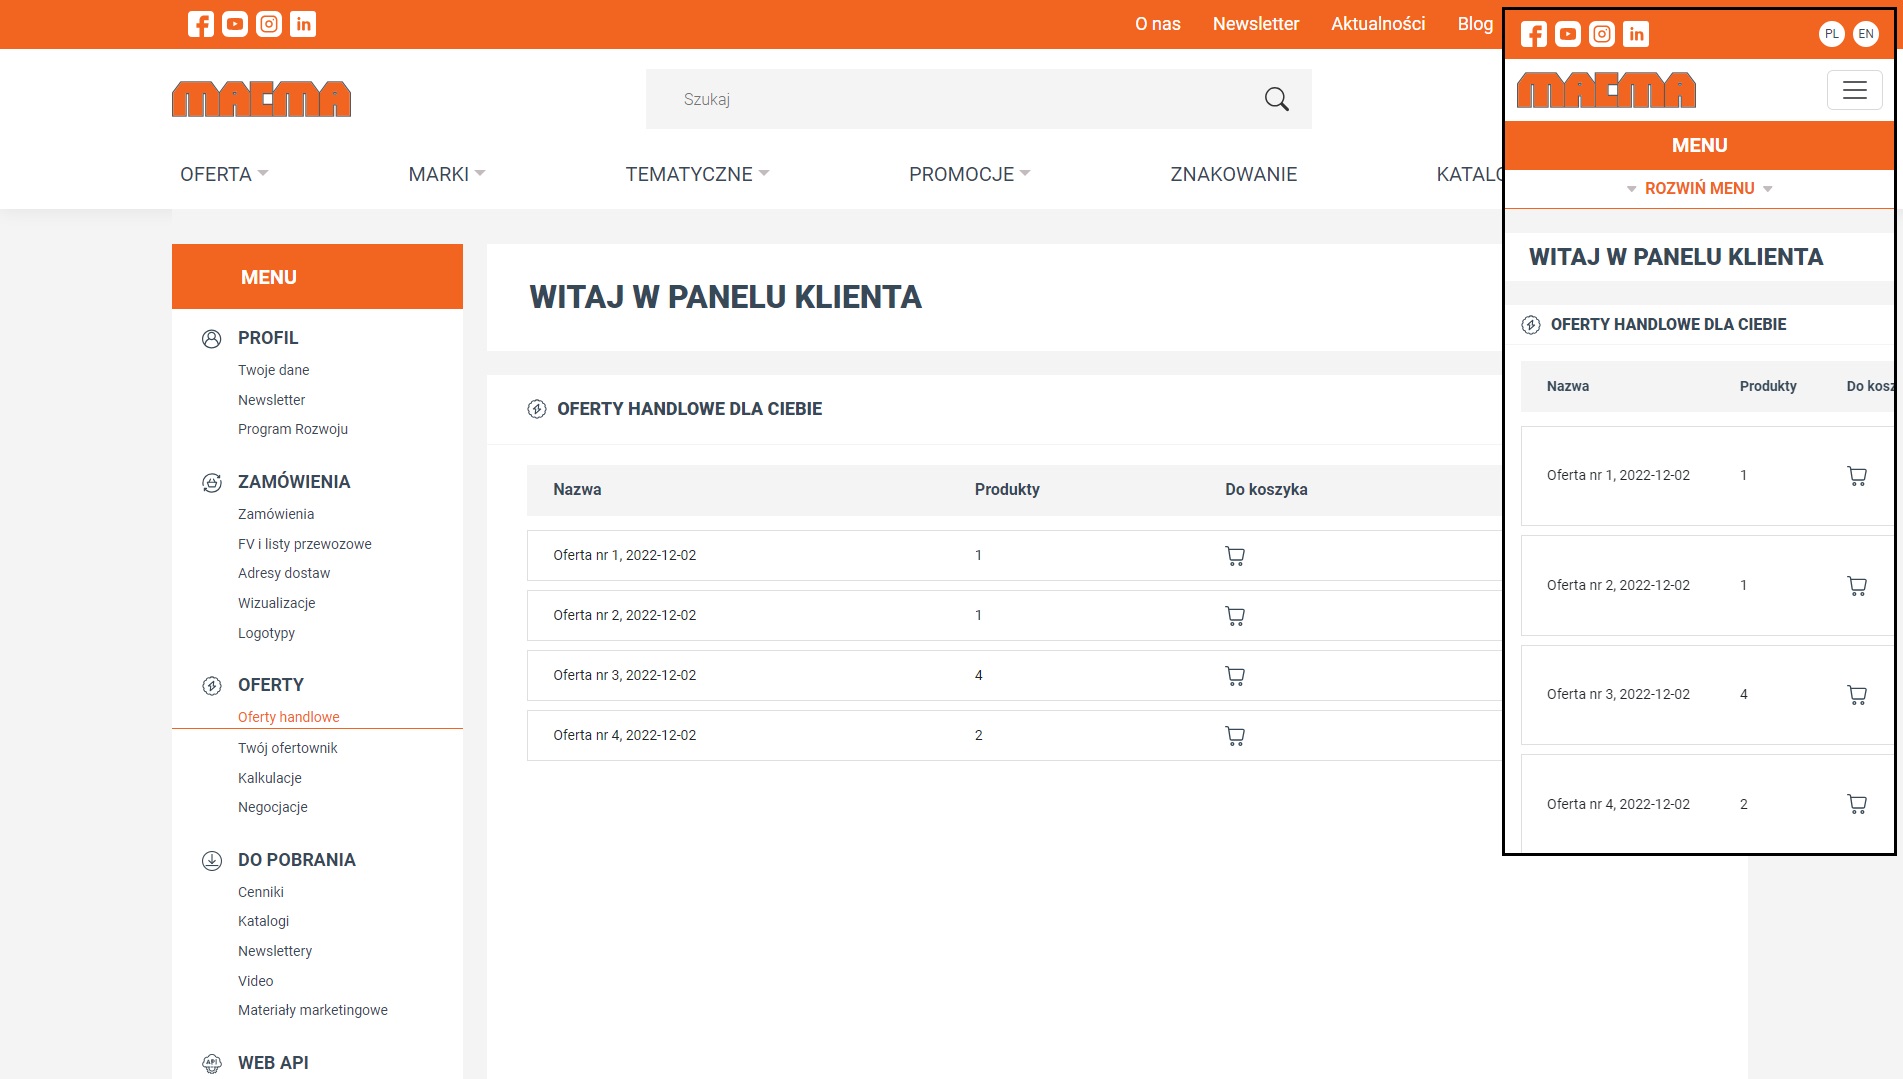 O nas Newsletter Aktualności Blog
MACMA
Szukaj
OFERTA MARKI TEMATYCZNE PROMOCJE ZNAKOWANIE KATALO
MENU
PROFIL
Twoje dane
Newsletter
Program Rozwoju
ZAMÓWIENIA
Zamówienia
FV i listy przewozowe
Adresy dostaw
Wizualizacje
Logotypy
OFERTY
Oferty handlowe
Twój ofertownik
Kalkulacje
Negocjacje
DO POBRANIA
Cenniki
Katalogi
Newslettery
Video
Materiały marketingowe
API
WEB API
WITAJ W PANELU KLIENTA
OFERTY HANDLOWE DLA CIEBIE
Nazwa Produkty Do koszyka
Oferta nr 1, 2022-12-02 1
Oferta nr 2, 2022-12-02 1
Oferta nr 3, 2022-12-02 4
Oferta nr 4, 2022-12-02 2
PL EN
MACMA
MENU
ROZWIŃ MENU
WITAJ W PANELU KLIENTA
OFERTY HANDLOWE DLA CIEBIE
Nazwa Produkty Do kosz
Oferta nr 1, 2022-12-02 1
Oferta nr 2, 2022-12-02 1
Oferta nr 3, 2022-12-02 4
Oferta nr 4, 2022-12-02 2